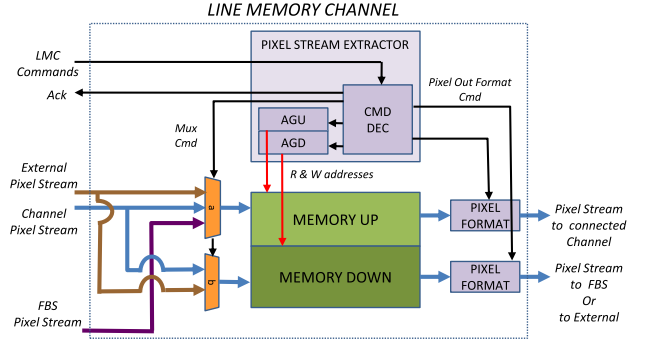 LINE MEMORY CHANNEL
PIXEL STREAM EXTRACTOR
LMC
Commands
Ack
Pixel Out Format
Cmd
CMD
DEC
AGU
AGD
Mux
Cmd
R & W addresses
External
Pixel Stream
Channel
Pixel Stream
a
MEMORY UP
PIXEL
FORMAT
Pixel Stream
to connected
Channel
b
MEMORY DOWN
PIXEL
FORMAT
Pixel Stream
to FBS
Or
to External
FBS
Pixel Stream